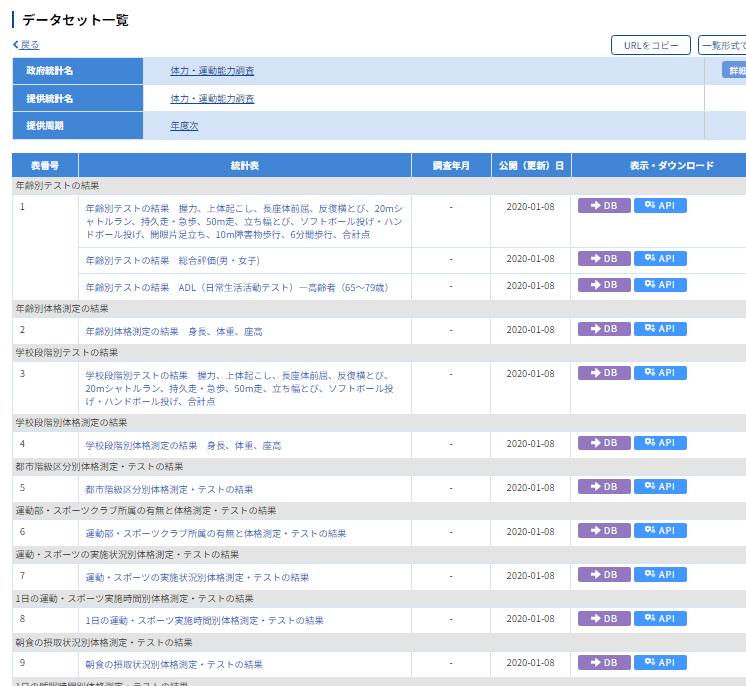 データセット一覧
戻る
URLをコピー
一覧形式で
政府統計名 体力・運動能力調査 詳細
提供統計名 体力・運動能力調査
提供周期 年度次
表番号 統計表 調査年月 公開（更新）日 表示・ダウンロード
年齢別テストの結果
1 年齢別テストの結果　握力、上体起こし、長座体前屈、反復横とび、20mシ - 2020-01-08 DB API
ャトルラン、持久走・急歩、50m走、立ち幅とび、ソフトボール投げ・ハン
ドボール投げ、開眼片足立ち、10m障害物歩行、6分間歩行、合計点
年齢別テストの結果　総合評価(男・女子) - 2020-01-08 DB API
年齢別テストの結果　ADL（日常生活活動テスト）－高齢者（65～79歳） - 2020-01-08 DB API
年齢別体格測定の結果
2 年齢別体格測定の結果　身長、体重、座高 - 2020-01-08 DB API
学校段階別テストの結果
3 学校段階別テストの結果　握力、上体起こし、長座体前屈、反復横とび、 - 2020-01-08 DB API
20mシャトルラン、持久走・急歩、50m走、立ち幅とび、ソフトボール投
げ・ハンドボール投げ、合計点
学校段階別体格測定の結果
4 学校段階別体格測定の結果　身長、体重、座高 - 2020-01-08 DB API
都市階級区分別体格測定・テストの結果
5 都市階級区分別体格測定・テストの結果 - 2020-01-08 DB API
運動部・スポーツクラブ所属の有無と体格測定・テストの結果
6 運動部・スポーツクラブ所属の有無と体格測定・テストの結果 - 2020-01-08 DB API
運動・スポーツの実施状況別体格測定・テストの結果
7 運動・スポーツの実施状況別体格測定・テストの結果 - 2020-01-08 DB API
1日の運動・スポーツ実施時間別体格測定・テストの結果
8 1日の運動・スポーツ実施時間別体格測定・テストの結果 - 2020-01-08 DB API
朝食の摂取状況別体格測定・テストの結果
9 朝食の摂取状況別体格測定・テストの結果 - 2020-01-08 DB API
1日の睡眠時間別体格測定・テストの結果